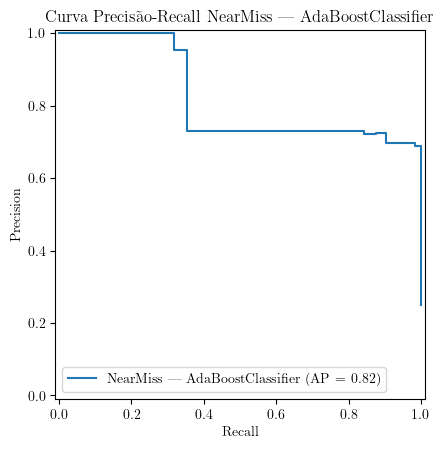 Curva Precisão-Recall NearMiss — AdaBoostClassifier
1.0
0.8
0.6
0.4
0.2
0.0
Precision
NearMiss — AdaBoostClassifier (AP = 0.82)
0.0 0.2 0.4 0.6 0.8 1.0
Recall